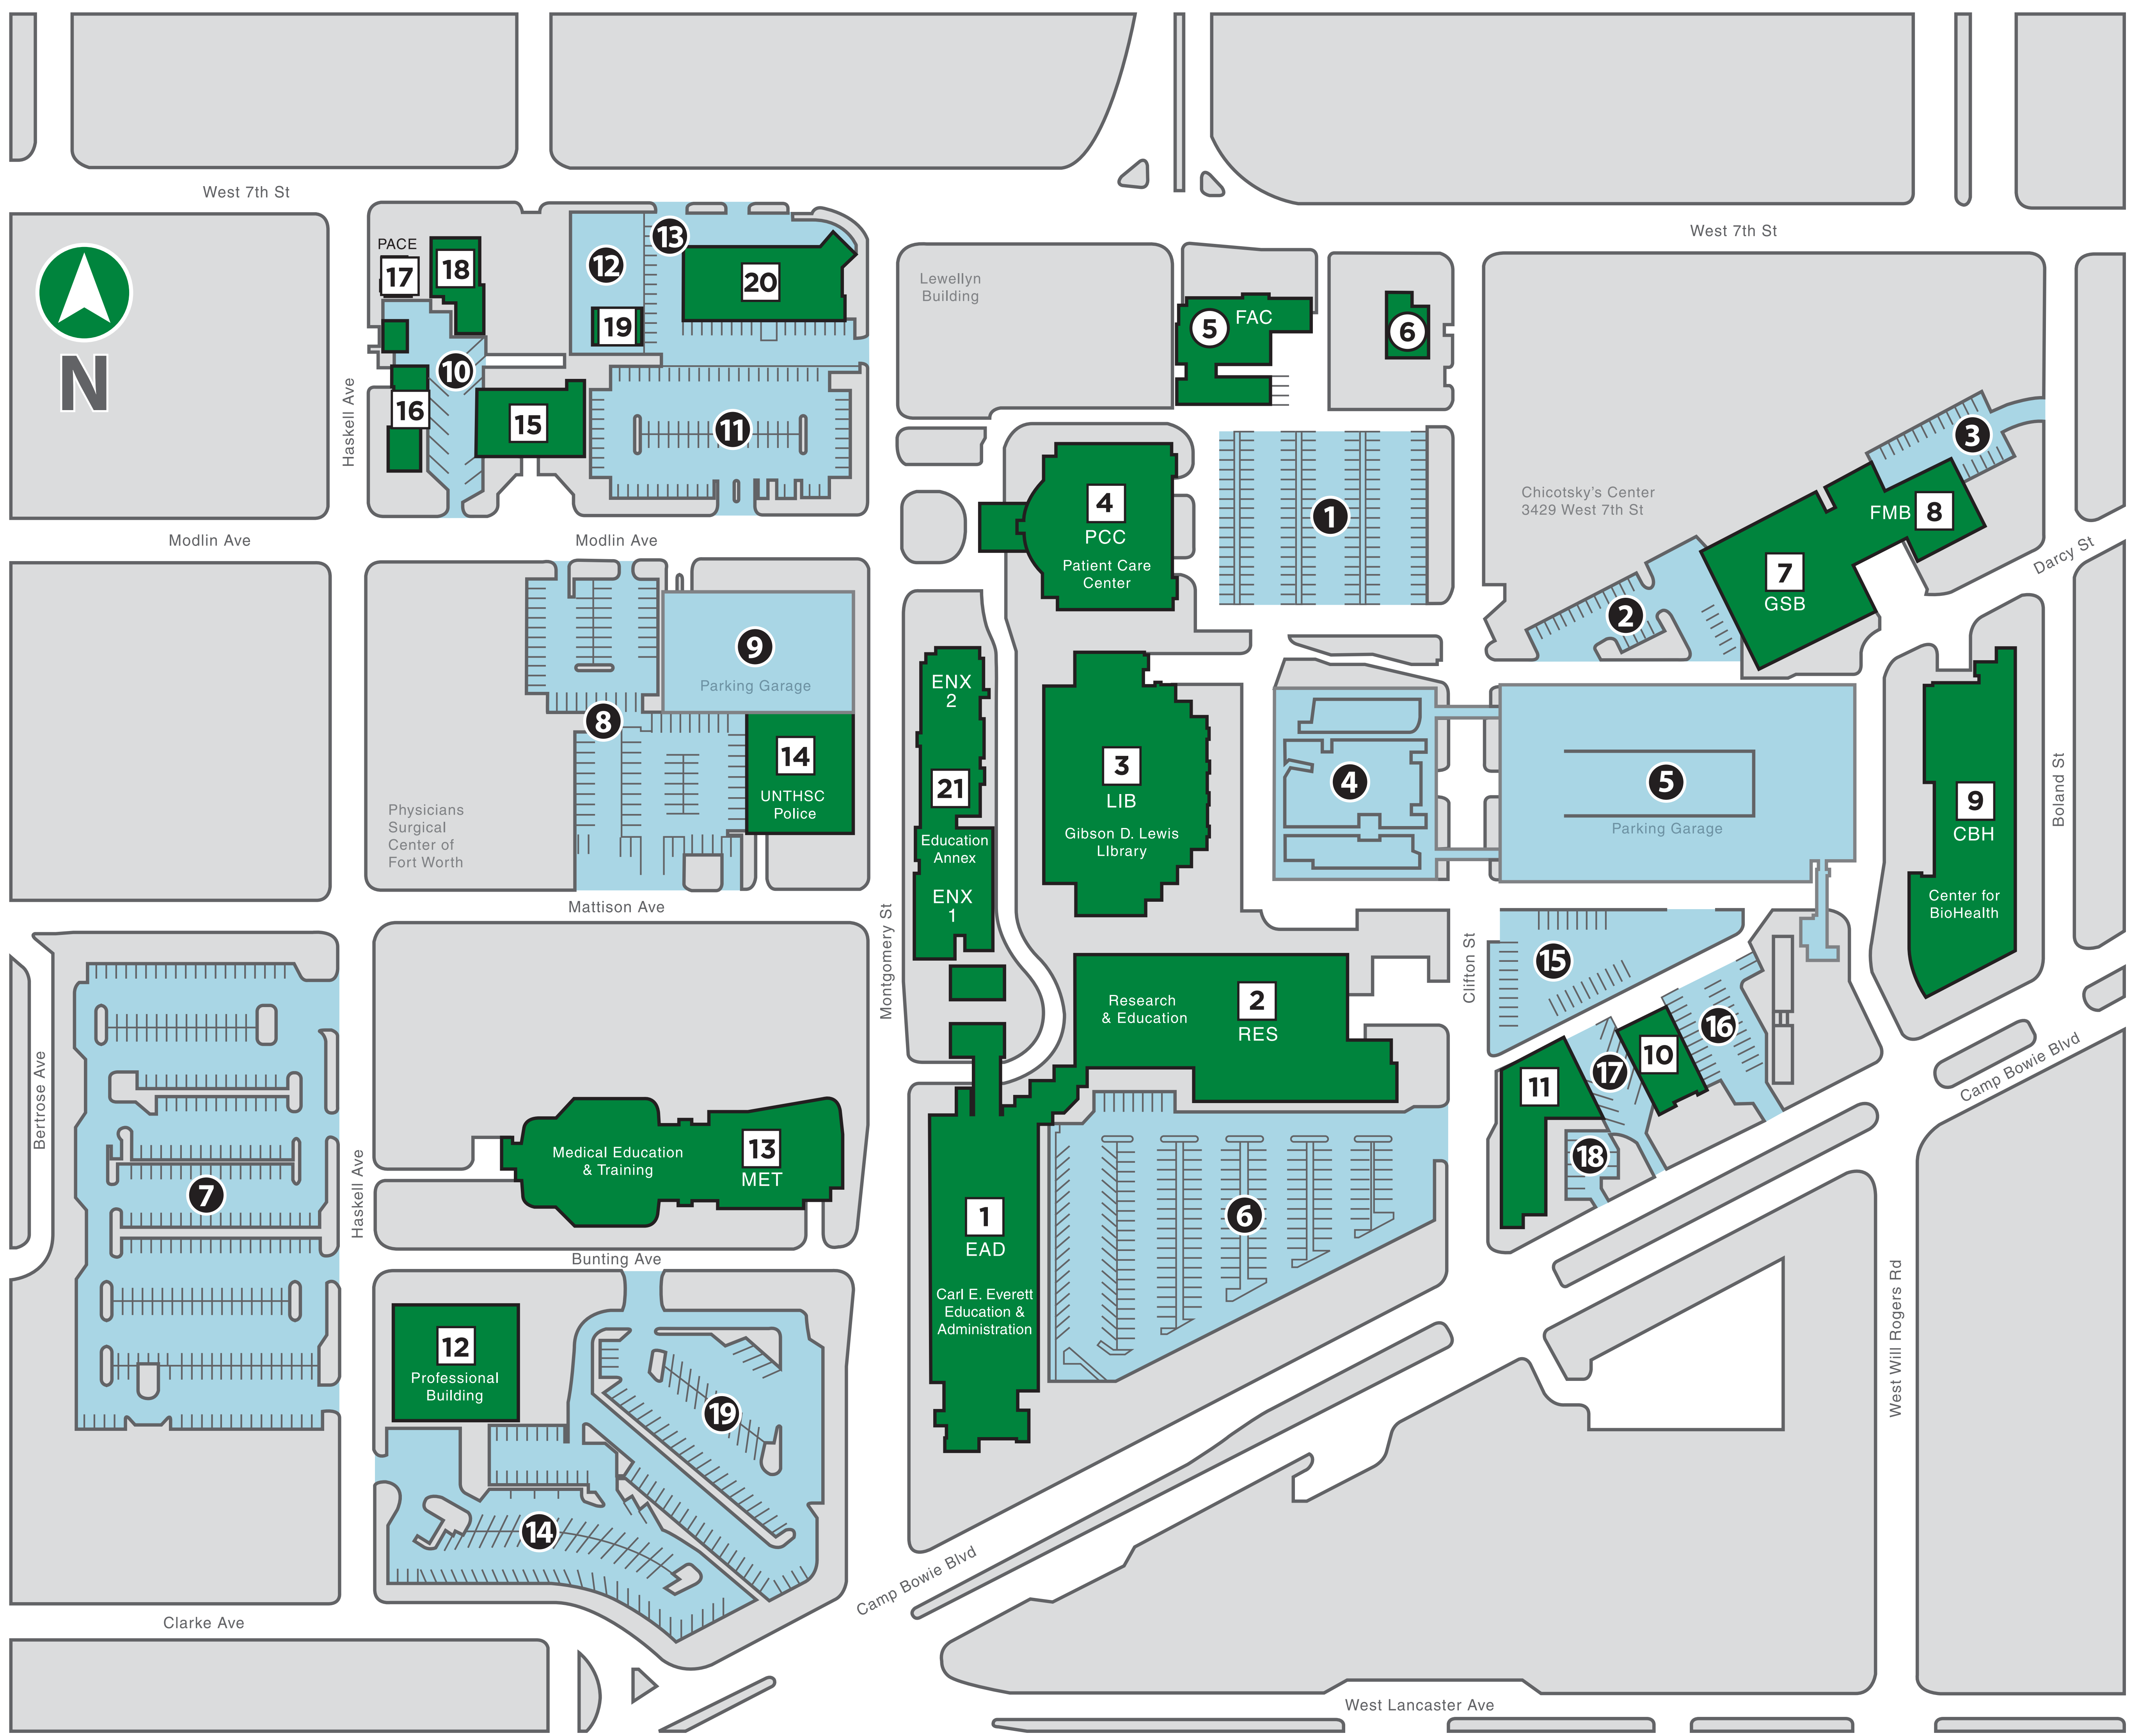 West 7th St
West 7th St
N
PACE
17
18
12
13
19
20
10
16
15
11
Haskell Ave
Modlin Ave
Modlin Ave
Lewellyn
Building
5
FAC
6
4
PCC
Patient Care
Center
1
Chicotsky's Center
3429 West 7th St
3
FMB
8
7
GSB
2
Darcy St
9
Parking Garage
8
14
UNTHSC
Police
Physicians
Surgical
Center of
Fort Worth
Mattison Ave
ENX
2
21
Education
Annex
ENX
1
3
LIB
Gibson D. Lewis
LIbrary
4
5
Parking Garage
9
CBH
Center for
BioHealth
Boland St
Montgomery St
Clifton St
Research
& Education
2
RES
15
16
10
17
11
18
Camp Bowie Blvd
Bertrose Ave
7
Haskell Ave
Medical Education
& Training
13
MET
Bunting Ave
1
EAD
Carl E. Everett
Education &
Administration
6
West Will Rogers Rd
12
Professional
Building
19
14
Camp Bowie Blvd
Clarke Ave
West Lancaster Ave